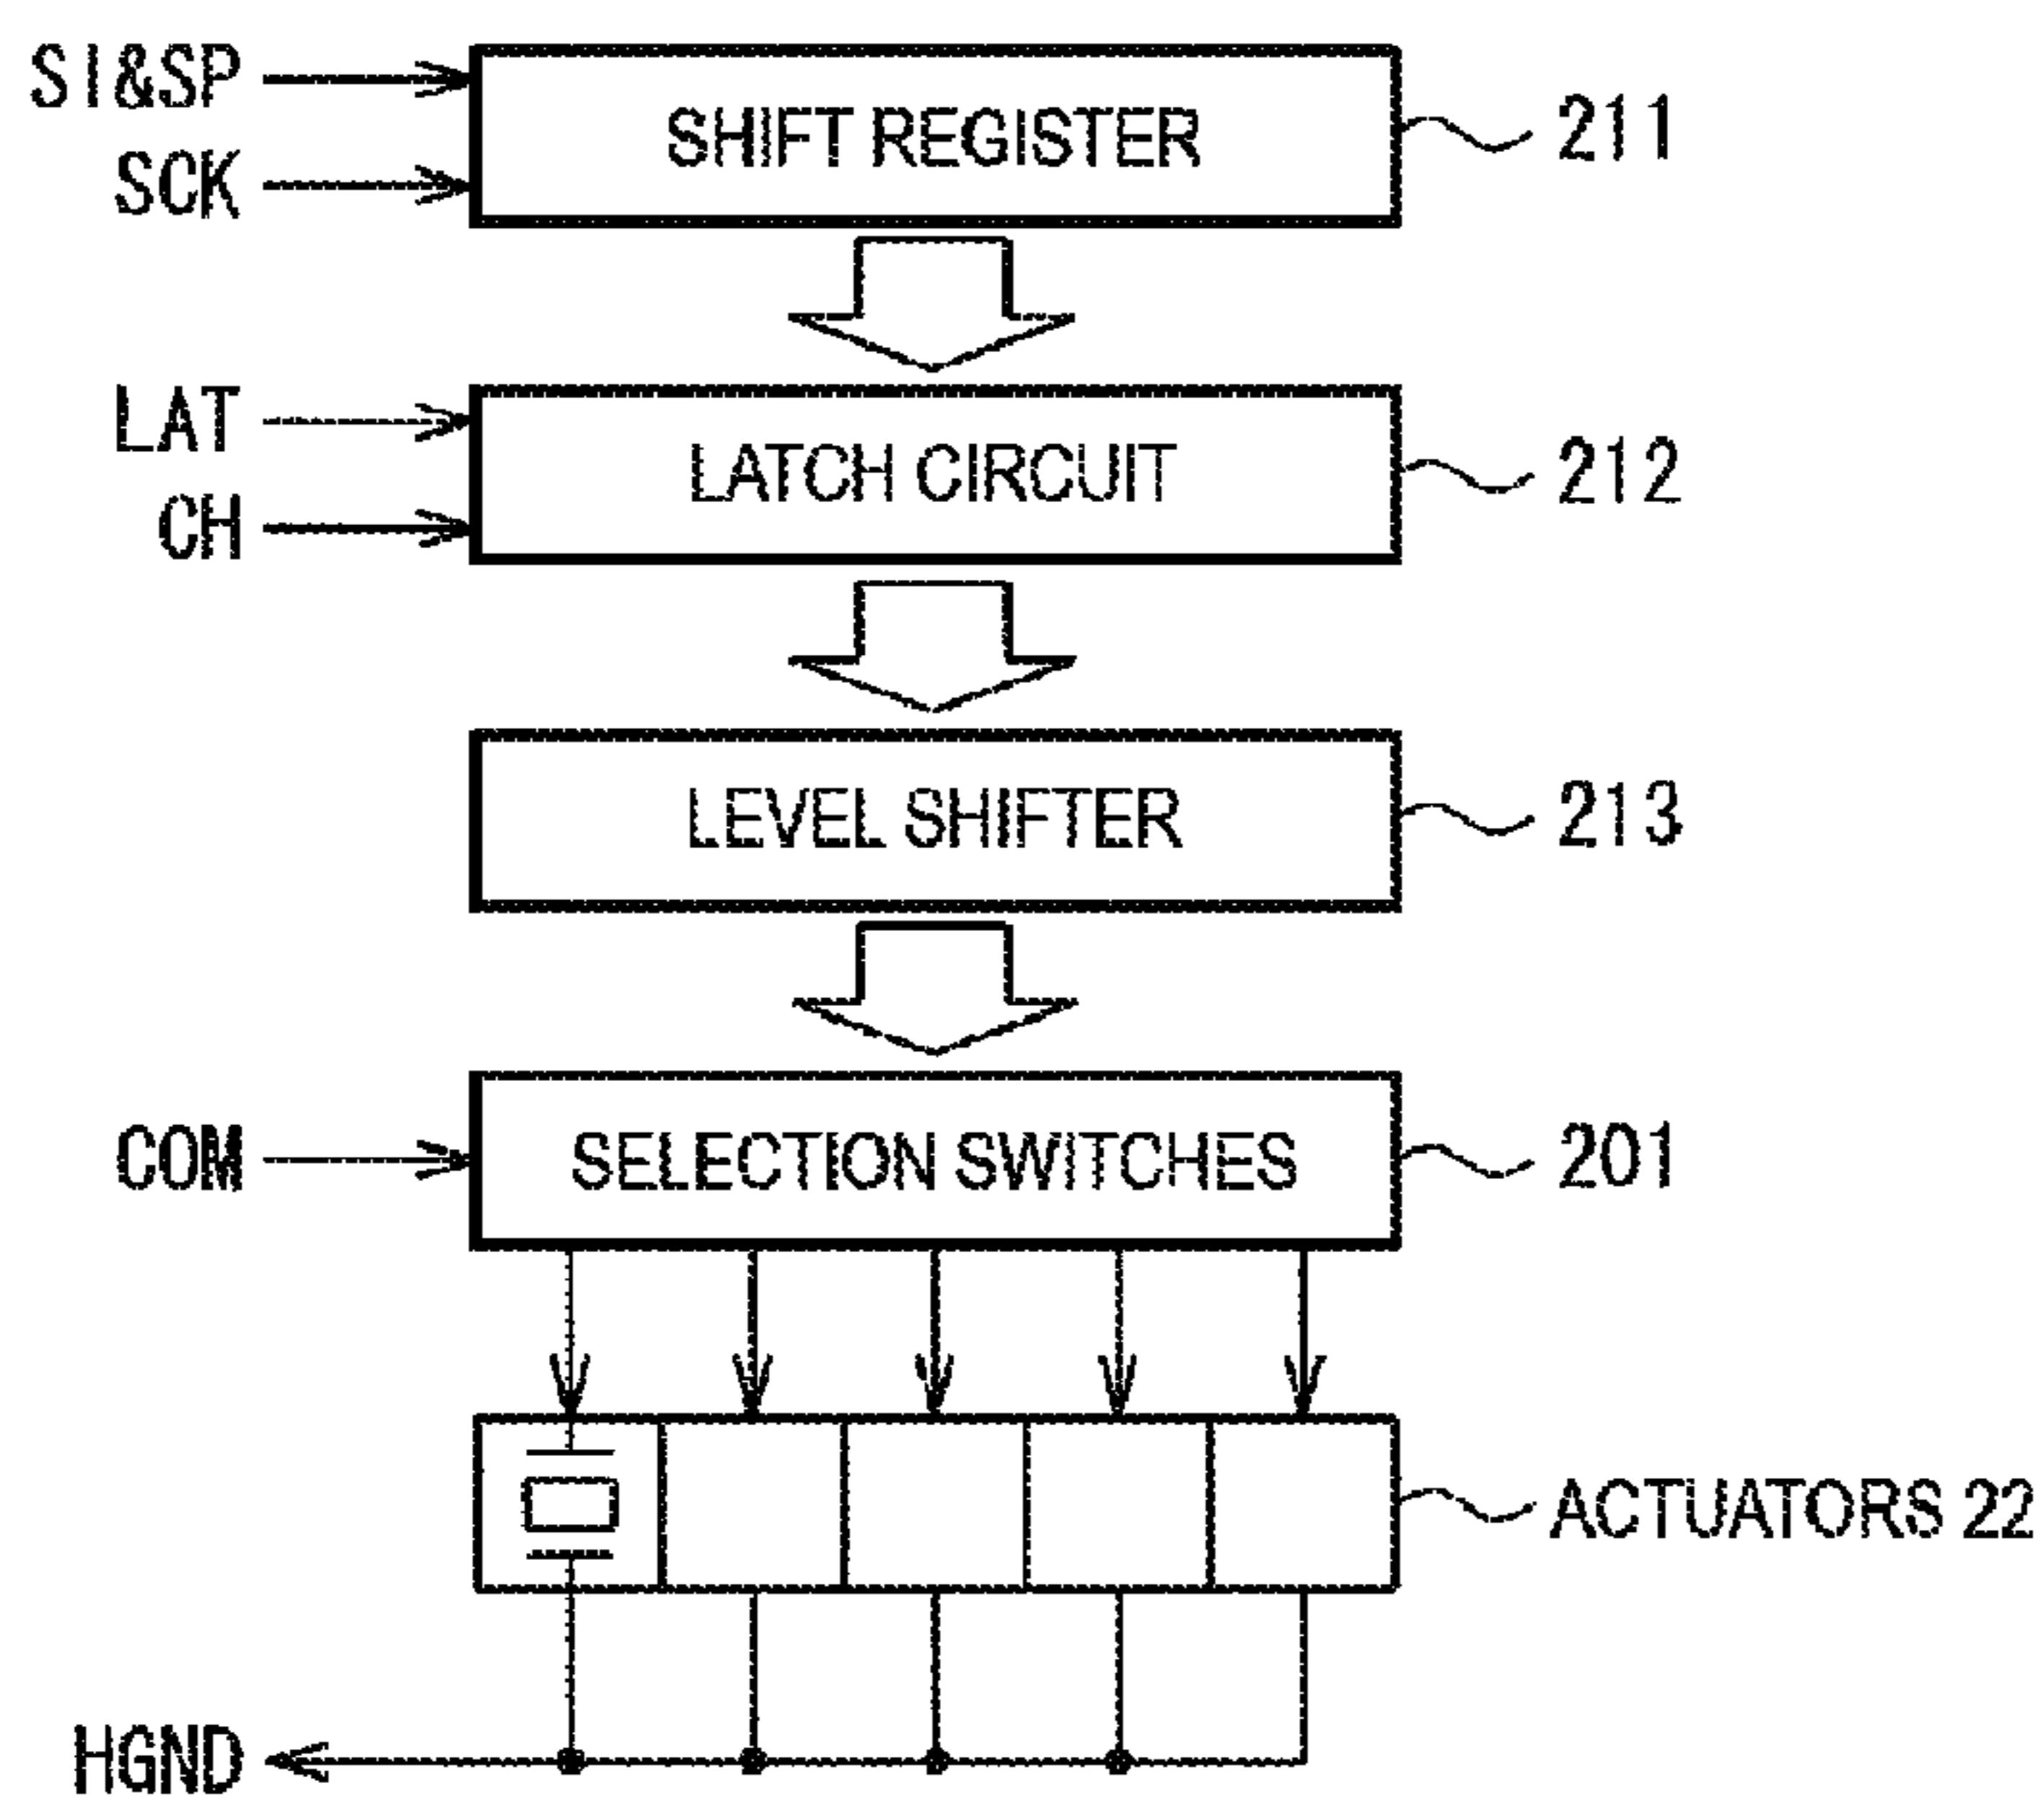 SI&SP
SHIFT REGISTER
211
SCK
LAT
LATCH CIRCUIT
212
CH
LEVEL SHIFTER
213
COM
SELECTION SWITCHES
201
ACTUATORS 22
HGND